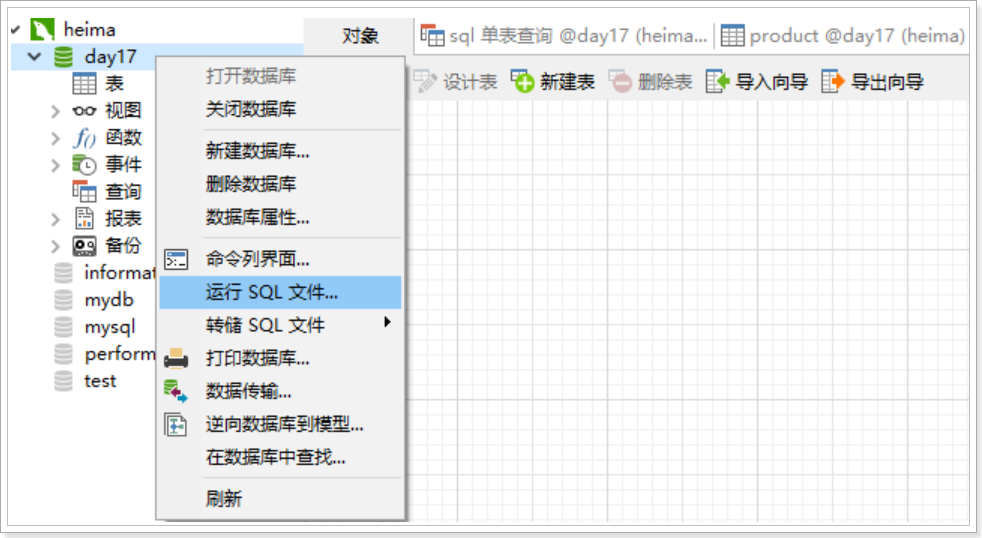 heima
day17
表
视图
函数
事件
查询
报表
备份
informat
mydb
mysql
perform
test
对象
sql 单表查询 @day17 (heima...
product @day17 (heima)
设计表
新建表
删除表
导入向导
导出向导
打开数据库
关闭数据库
新建数据库...
删除数据库
数据库属性...
命令列界面...
运行 SQL 文件...
转储 SQL 文件
打印数据库...
数据传输...
逆向数据库到模型...
在数据库中查找...
刷新